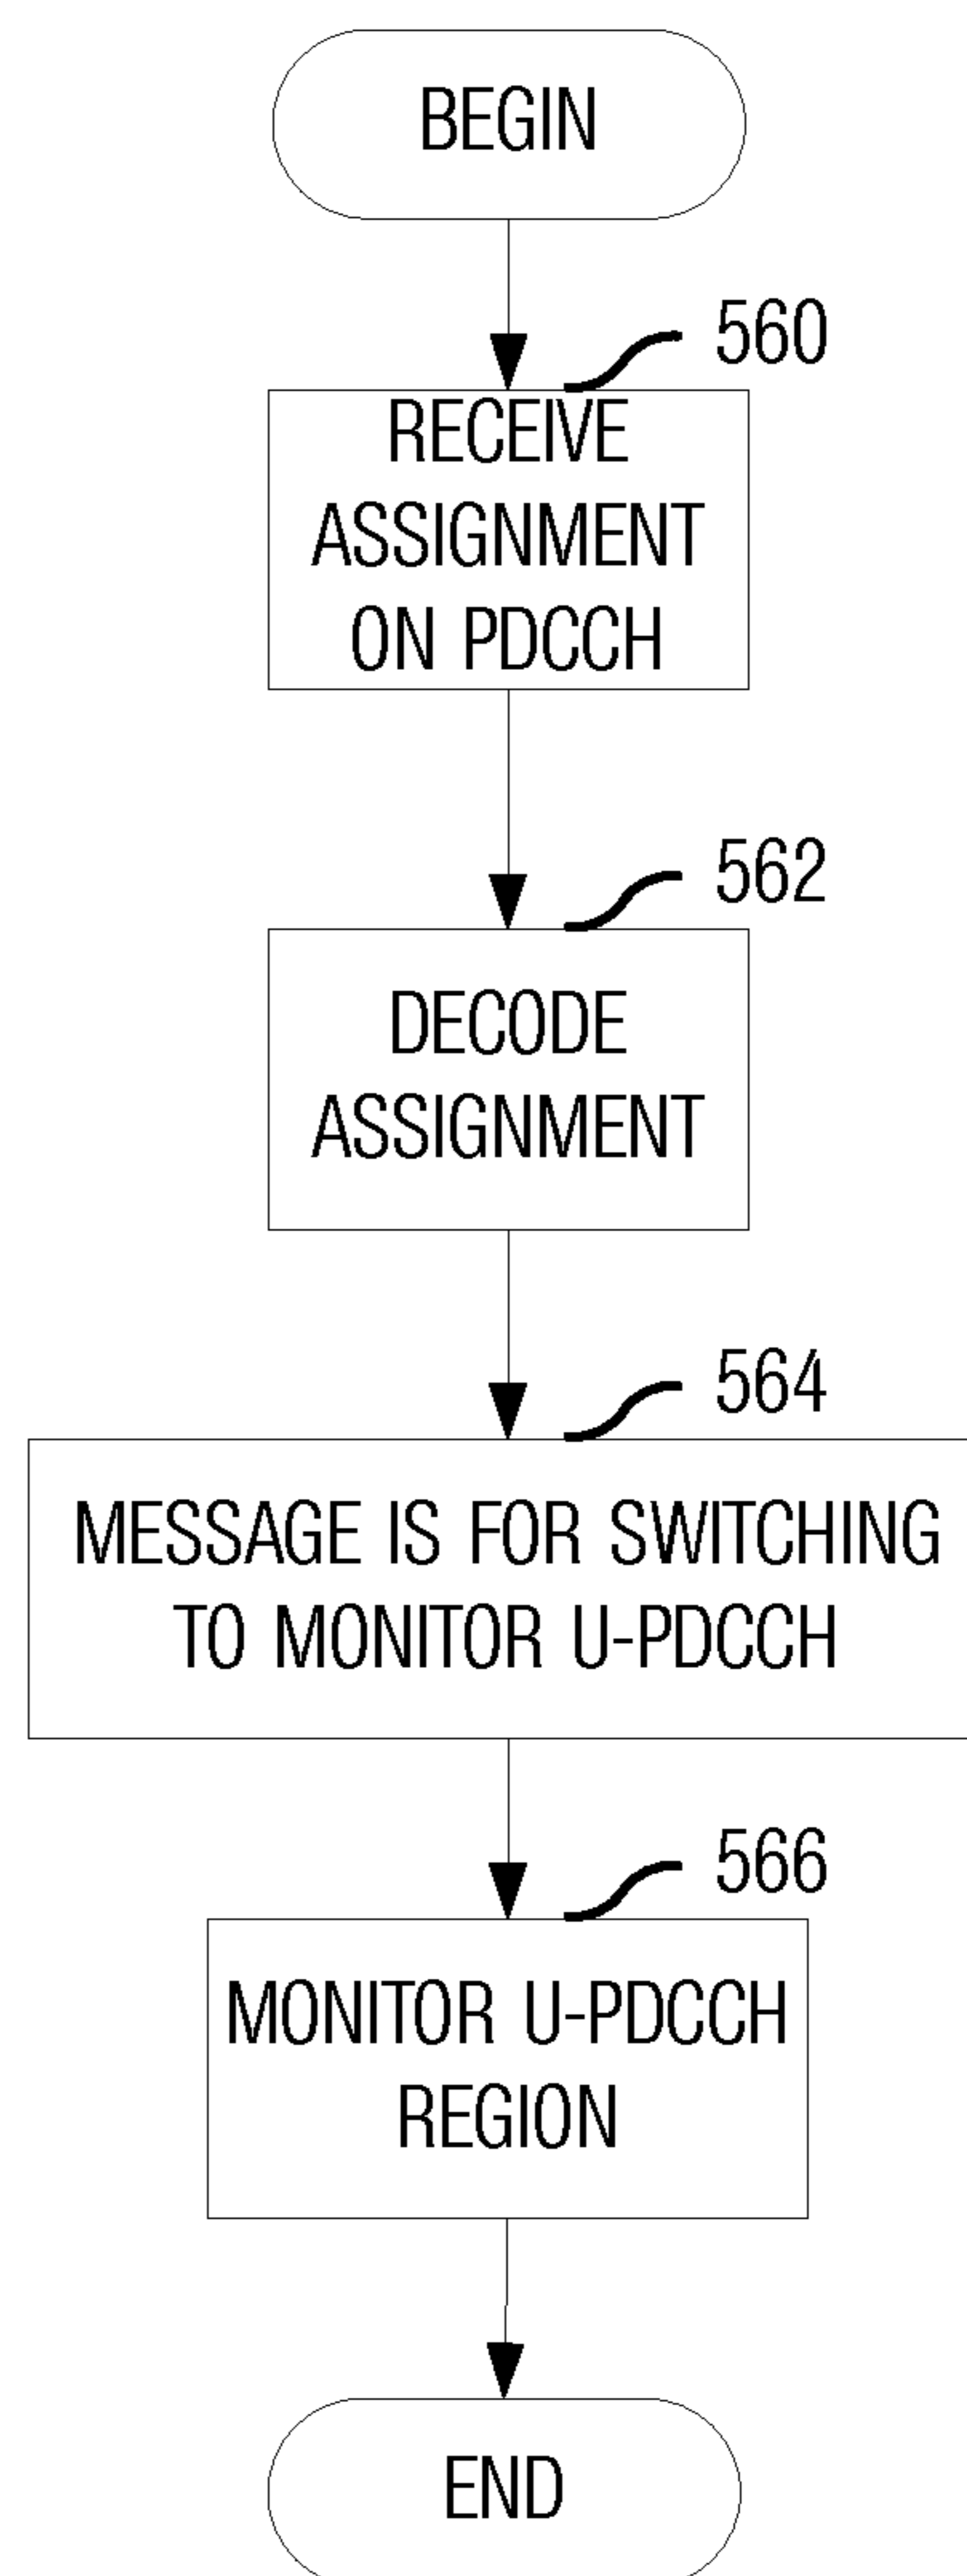 BEGIN
560
RECEIVE
ASSIGNMENT
ON PDCCH
562
DECODE
ASSIGNMENT
564
MESSAGE IS FOR SWITCHING
TO MONITOR U-PDCCH
566
MONITOR U-PDCCH
REGION
END